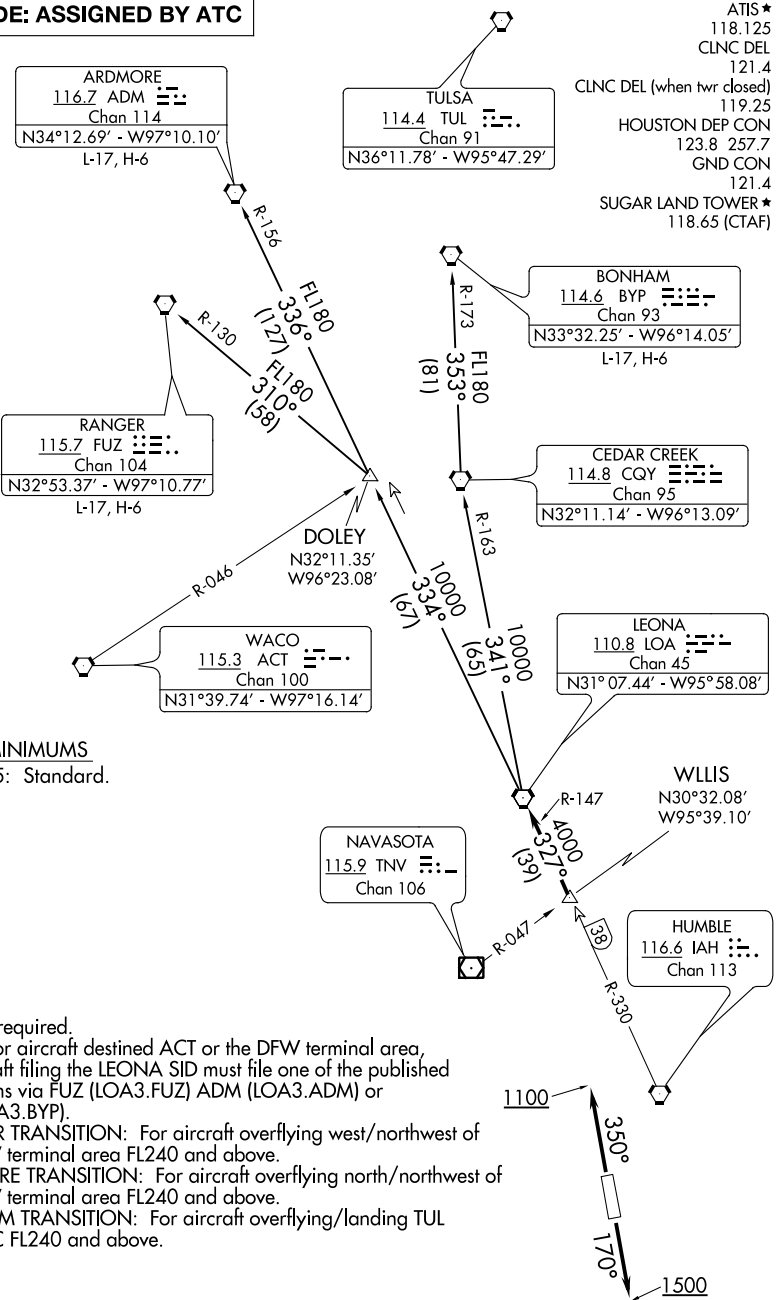 DE: ASSIGNED BY ATC
ATIS★
118.125
CLNC DEL
121.4
CLNC DEL (when twr closed)
119.25
HOUSTON DEP CON
123.8 257.7
GND CON
121.4
SUGAR LAND TOWER★
118.65 (CTAF)
ARDMORE
116.7 ADM
Chan 114
N34°12.69′ - W97°10.10′
L-17, H-6
TULSA
114.4 TUL
Chan 91
N36°11.78′ - W95°47.29′
R-156
FL180
336°
(127)
R-130
FL180
310°
(58)
R-173
FL180
353°
(81)
BONHAM
114.6 BYP
Chan 93
N33°32.25′ - W96°14.05′
L-17, H-6
RANGER
115.7 FUZ
Chan 104
N32°53.37′ - W97°10.77′
L-17, H-6
CEDAR CREEK
114.8 CQY
Chan 95
N32°11.14′ - W96°13.09′
DOLEY
N32°11.35′
W96°23.08′
R-046
R-163
10000
334°
(67)
10000
341°
(65)
WACO
115.3 ACT
Chan 100
N31°39.74′ - W97°16.14′
LEONA
110.8 LOA
Chan 45
N31°07.44′ - W95°58.08′
MINIMUMS
5: Standard.
R-147
4000
327°
(39)
WLLIS
N30°32.08′
W95°39.10′
NAVASOTA
115.9 TNV
Chan 106
R-047
38
R-330
HUMBLE
116.6 IAH
Chan 113
required.
or aircraft destined ACT or the DFW terminal area,
aft filing the LEONA SID must file one of the published
ns via FUZ (LOA3.FUZ) ADM (LOA3.ADM) or
A3.BYP).
R TRANSITION: For aircraft overflying west/northwest of
terminal area FL240 and above.
RE TRANSITION: For aircraft overflying north/northwest of
terminal area FL240 and above.
M TRANSITION: For aircraft overflying/landing TUL
C FL240 and above.
1100
350°
170°
1500